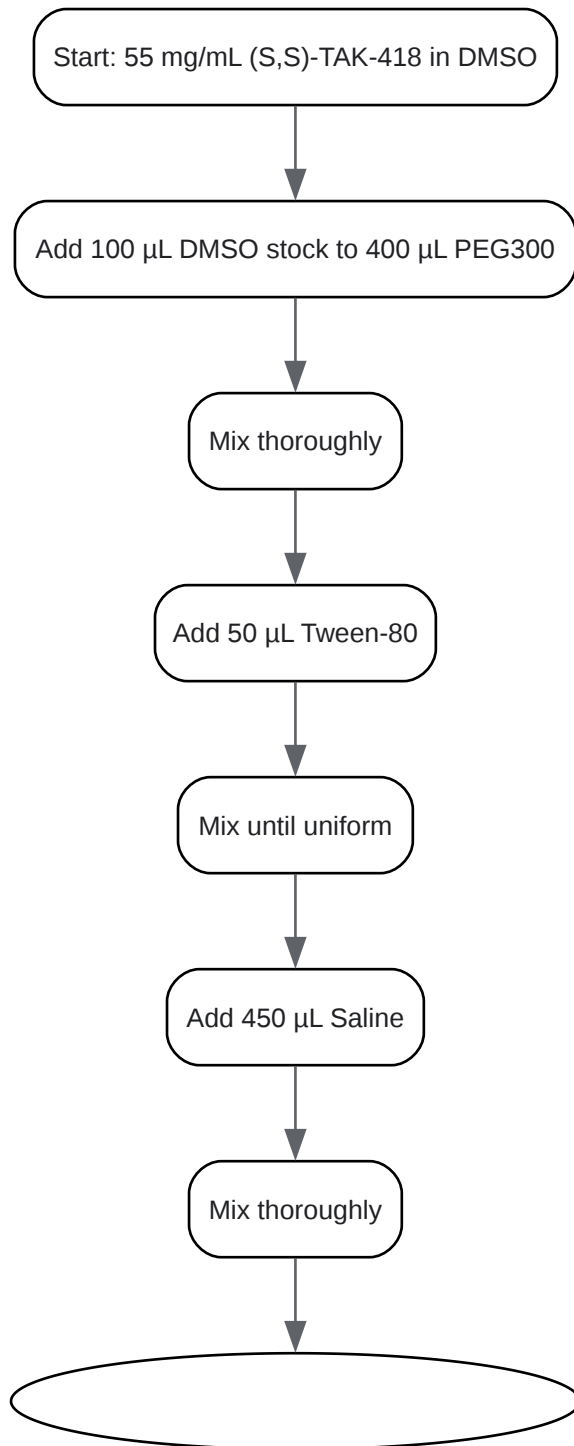 Start: 55 mg/mL (S,S)-TAK-418 in DMSO
Add 100 µL DMSO stock to 400 µL PEG300
Mix thoroughly
Add 50 µL Tween-80
Mix until uniform
Add 450 µL Saline
Mix thoroughly